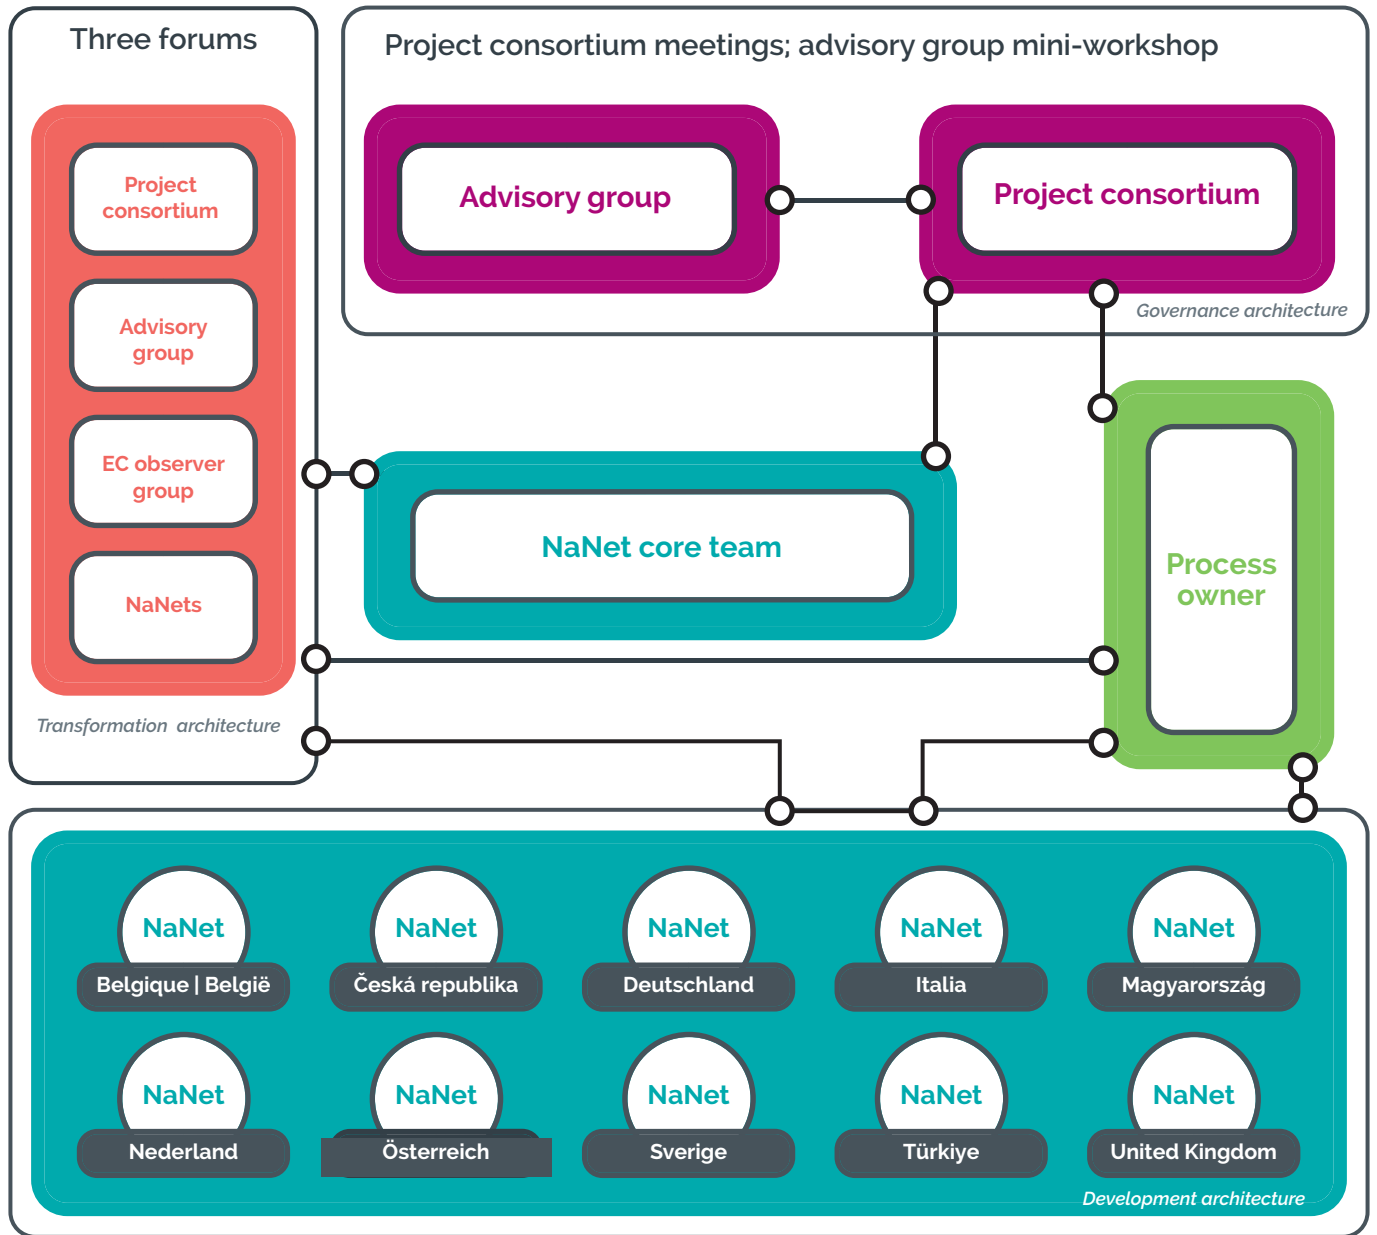 Three forums
Project
consortium
Advisory
group
EC observer
group
NaNets
Transformation architecture
Project consortium meetings; advisory group mini-workshop
Advisory group
Project consortium
Governance architecture
NaNet core team
Process
owner
NaNet
Belgique | België
NaNet
Česká republika
NaNet
Deutschland
NaNet
Italia
NaNet
Magyarország
NaNet
Nederland
NaNet
Österreich
NaNet
Sverige
NaNet
Türkiye
NaNet
United Kingdom
Development architecture